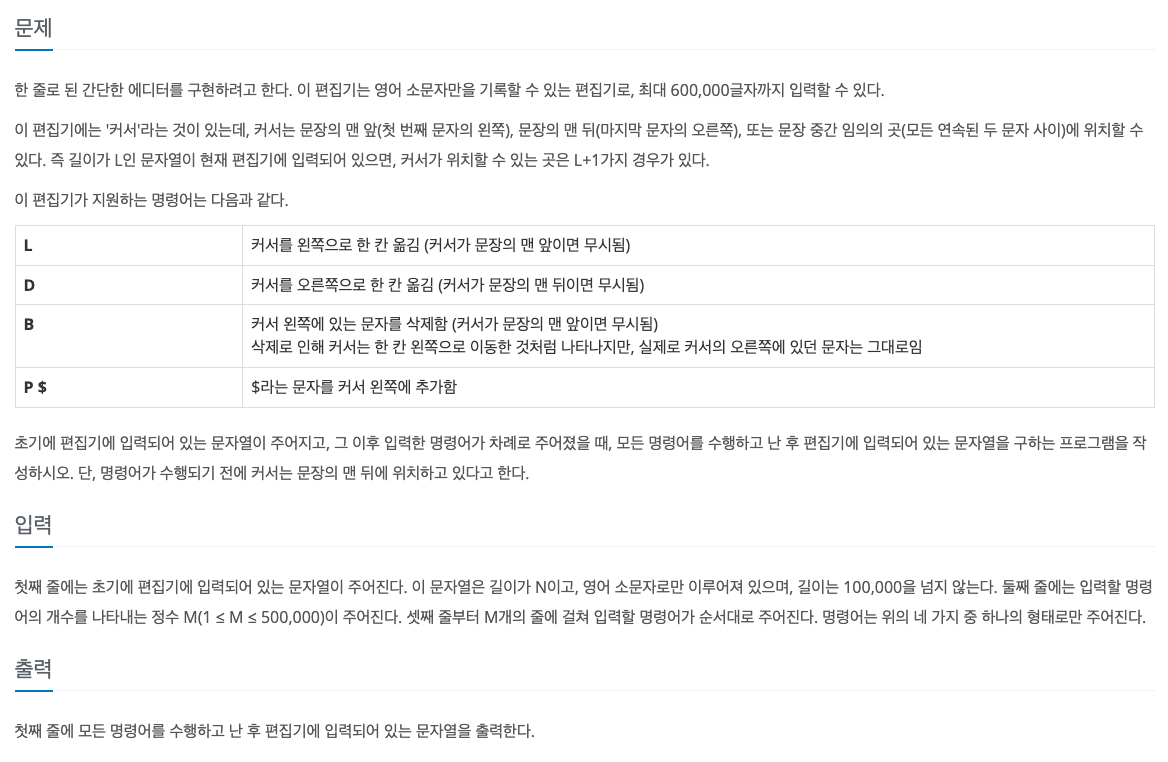 문제
한 줄로 된 간단한 에디터를 구현하려고 한다. 이 편집기는 영어 소문자만을 기록할 수 있는 편집기로, 최대 600,000글자까지 입력할 수 있다.
이 편집기에는 '커서'라는 것이 있는데, 커서는 문장의 맨 앞(첫 번째 문자의 왼쪽), 문장의 맨 뒤(마지막 문자의 오른쪽), 또는 문장 중간 임의의 곳(모든 연속된 두 문자 사이)에 위치할 수
있다. 즉 길이가 L인 문자열이 현재 편집기에 입력되어 있으면, 커서가 위치할 수 있는 곳은 L+1가지 경우가 있다.
이 편집기가 지원하는 명령어는 다음과 같다.
L 커서를 왼쪽으로 한 칸 옮김 (커서가 문장의 맨 앞이면 무시됨)
D 커서를 오른쪽으로 한 칸 옮김 (커서가 문장의 맨 뒤이면 무시됨)
B 커서 왼쪽에 있는 문자를 삭제함 (커서가 문장의 맨 앞이면 무시됨)
삭제로 인해 커서는 한 칸 왼쪽으로 이동한 것처럼 나타나지만, 실제로 커서의 오른쪽에 있던 문자는 그대로임
P $ $라는 문자를 커서 왼쪽에 추가함
초기에 편집기에 입력되어 있는 문자열이 주어지고, 그 이후 입력한 명령어가 차례로 주어졌을 때, 모든 명령어를 수행하고 난 후 편집기에 입력되어 있는 문자열을 구하는 프로그램을 작
성하시오. 단, 명령어가 수행되기 전에 커서는 문장의 맨 뒤에 위치하고 있다고 한다.
입력
첫째 줄에는 초기에 편집기에 입력되어 있는 문자열이 주어진다. 이 문자열은 길이가 N이고, 영어 소문자로만 이루어져 있으며, 길이는 100,000을 넘지 않는다. 둘째 줄에는 입력할 명령
어의 개수를 나타내는 정수 M(1 ≤ M ≤ 500,000)이 주어진다. 셋째 줄부터 M개의 줄에 걸쳐 입력할 명령어가 순서대로 주어진다. 명령어는 위의 네 가지 중 하나의 형태로만 주어진다.
출력
첫째 줄에 모든 명령어를 수행하고 난 후 편집기에 입력되어 있는 문자열을 출력한다.